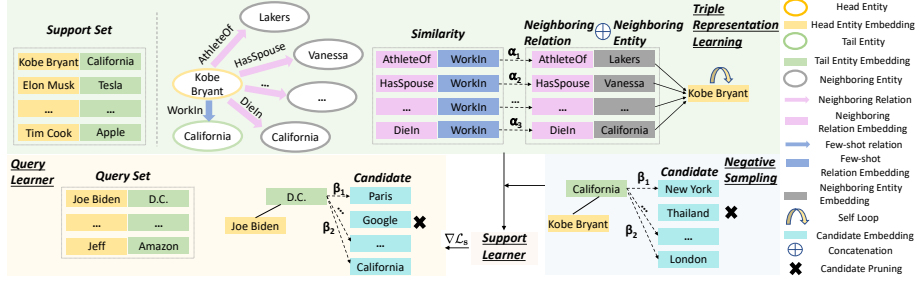 Support Set
Kobe Bryant California
Elon Musk Tesla
... ...
Tim Cook Apple
Lakers
AthleteOf
HasSpouse
Vanessa
Kobe
Bryant
...
...
WorkIn
DieIn
California
California
Similarity
AthleteOf WorkIn
HasSpouse WorkIn
... WorkIn
DieIn WorkIn
α1
α2
...
α3
Neighboring
Relation
⊕
Neighboring
Entity
AthleteOf Lakers
HasSpouse Vanessa
... ...
DieIn California
Triple
Representation
Learning
Kobe Bryant
Query
Learner
Query Set
Joe Biden D.C.
... ...
Jeff Amazon
D.C.
Joe Biden
β1
...
β2
Candidate
Paris
Google
...
California
∇ℒs
Support
Learner
California
Kobe Bryant
β1
...
β2
Candidate
New York
Thailand
...
London
Negative
Sampling
Head Entity
Head Entity Embedding
Tail Entity
Tail Entity Embedding
Neighboring Entity
Neighboring Relation
Neighboring
Relation Embedding
Few-shot relation
Few-shot
Relation Embedding
Neighboring Entity
Embedding
Self Loop
Candidate Embedding
Concatenation
Candidate Pruning